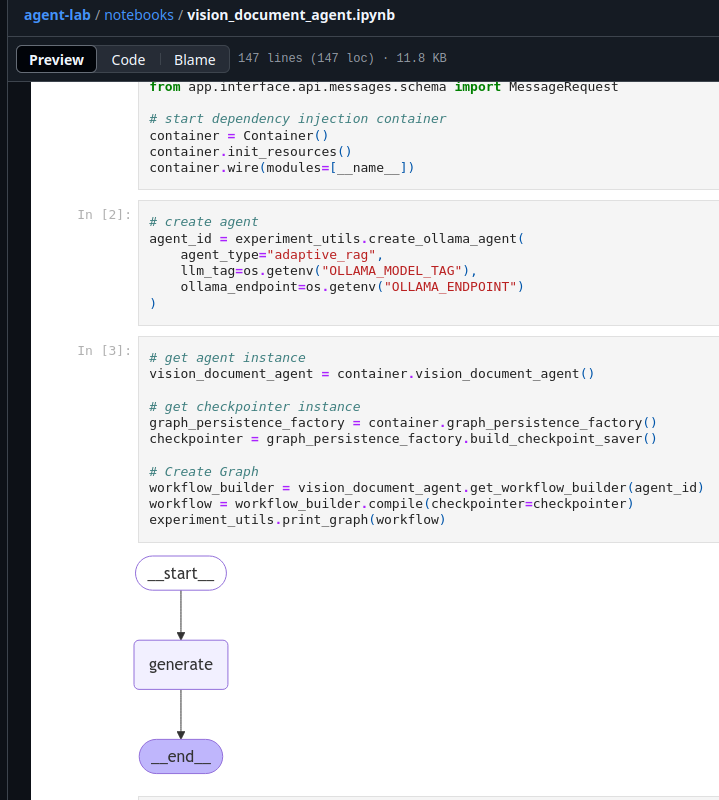 agent-lab / notebooks / vision_document_agent.ipynb
Preview Code Blame 147 lines (147 loc) · 11.8 KB
from app.interface.api.messages.schema import MessageRequest
# start dependency injection container
container = Container()
container.init_resources()
container.wire(modules=[__name__])
In [2]:
# create agent
agent_id = experiment_utils.create_ollama_agent(
    agent_type="adaptive_rag",
    llm_tag=os.getenv("OLLAMA_MODEL_TAG"),
    ollama_endpoint=os.getenv("OLLAMA_ENDPOINT")
)
In [3]:
# get agent instance
vision_document_agent = container.vision_document_agent()
# get checkpointer instance
graph_persistence_factory = container.graph_persistence_factory()
checkpointer = graph_persistence_factory.build_checkpoint_saver()
# Create Graph
workflow_builder = vision_document_agent.get_workflow_builder(agent_id)
workflow = workflow_builder.compile(checkpointer=checkpointer)
experiment_utils.print_graph(workflow)
__start__
generate
__end__